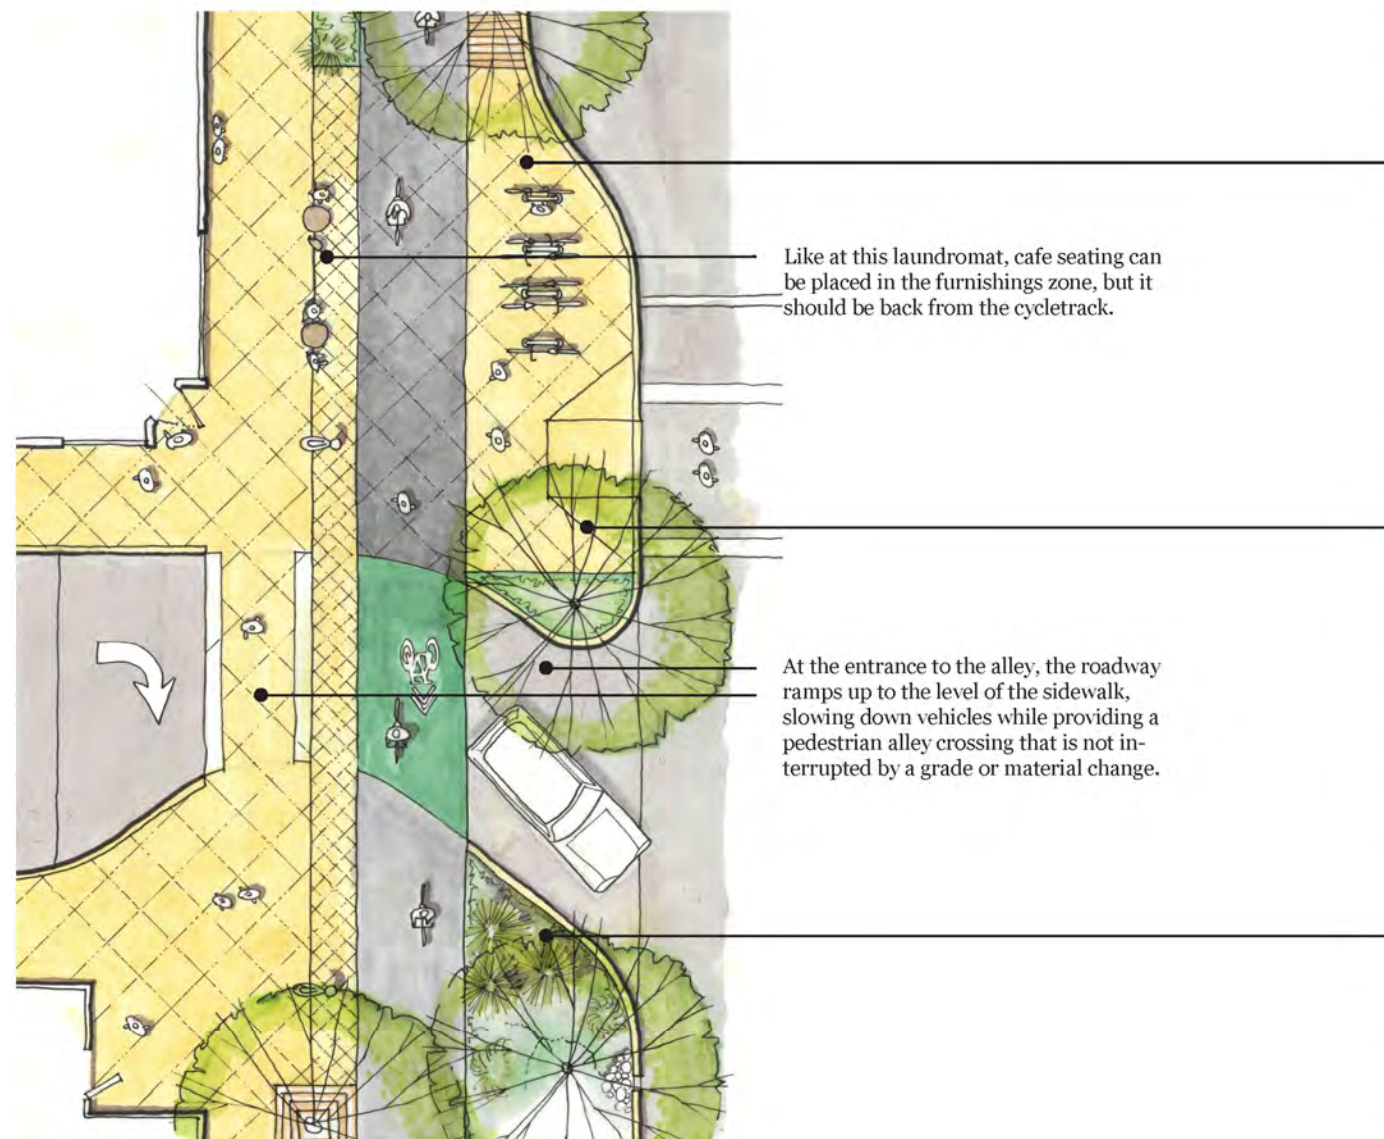 Like at this laundromat, cafe seating can
be placed in the furnishings zone, but it
should be back from the cycletrack.
At the entrance to the alley, the roadway
ramps up to the level of the sidewalk,
slowing down vehicles while providing a
pedestrian alley crossing that is not in-
terrupted by a grade or material change.